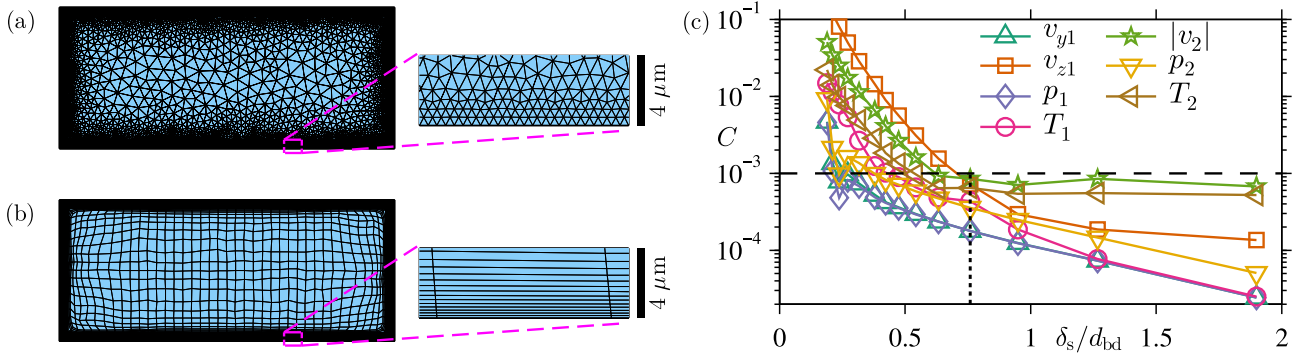 (a)
4 μm
(b)
4 μm
(c)
C
10⁻¹
10⁻²
10⁻³
10⁻⁴
v_y1
v_z1
p_1
T_1
|v_2|
p_2
T_2
0 0.5 1 1.5 2
δ_s/d_bd